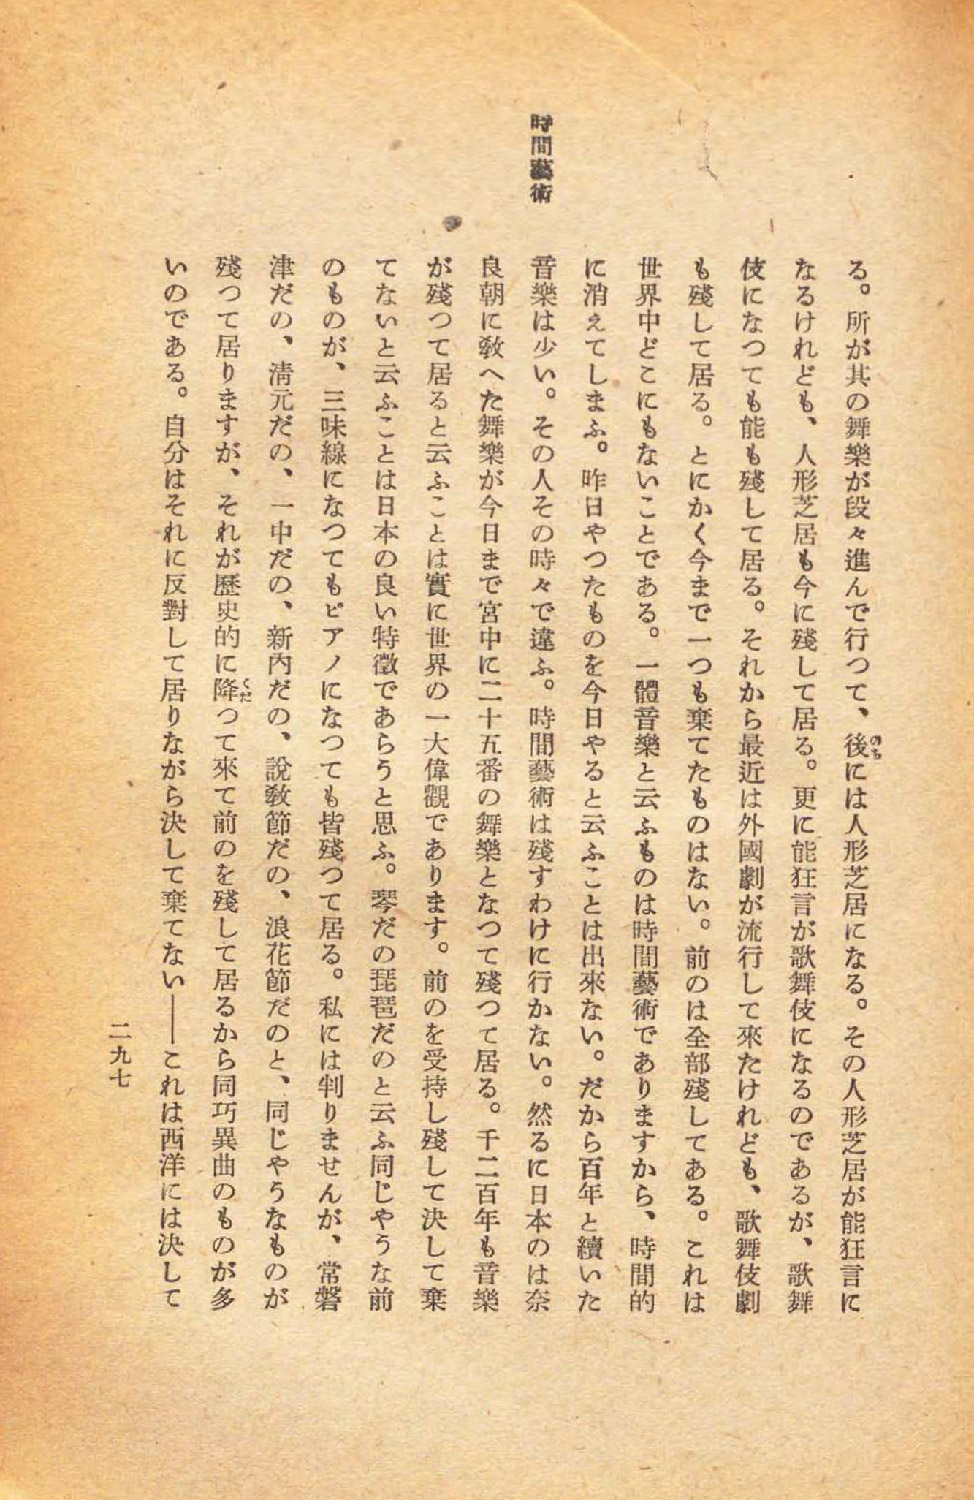 時間藝術
る。所が其の舞樂が段々進んで行つて、後には人形芝居になる。その人形芝居が能狂言に
のち
なるけれども、人形芝居も今に殘して居る。更に能狂言が歌舞伎になるのであるが、歌舞
伎になつても能も殘して居る。それから最近は外國劇が流行して來たけれども、歌舞伎劇
も殘して居る。とにかく今まで一つも棄てたものはない。前のは全部殘してある。これは
世界中どこにもないことである。一體音樂と云ふものは時間藝術でありますから、時間的
に消えてしまふ。昨日やつたものを今日やると云ふことは出來ない。だから百年と續いた
音樂は少い。その人その時々で違ふ。時間藝術は殘すわけに行かない。然るに日本のは奈
良朝に敎へた舞樂が今日まで宮中に二十五番の舞樂となつて殘つて居る。千二百年も音樂
が殘つて居ると云ふことは實に世界の一大偉觀であります。前のを受持し殘して決して棄
てないと云ふことは日本の良い特徵であらうと思ふ。琴だの琵琶だのと云ふ同じやうな前
のものが、三味線になつてもピアノになつても皆殘つて居る。私には判りませんが、常磐
津だの、淸元だの、一中だの、新內だの、說敎節だの、浪花節だのと、同じやうなものが
殘つて居りますが、それが歷史的に降つて來て前のを殘して居るから同巧異曲のものが多
くだ
いのである。自分はそれに反對して居りながら決して棄てない――これは西洋には決して
二九七